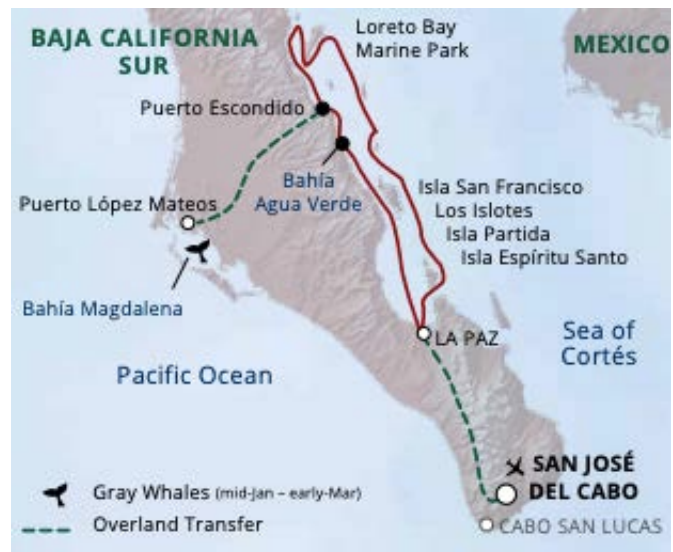 BAJA CALIFORNIA
SUR
Loreto Bay
Marine Park
MEXICO
Puerto Escondido
Bahía
Agua Verde
Puerto López Mateos
Isla San Francisco
Los Islotes
Isla Partida
Isla Espíritu Santo
Bahía Magdalena
LA PAZ
Sea of
Cortés
Pacific Ocean
SAN JOSÉ
DEL CABO
CABO SAN LUCAS
Gray Whales (mid-Jan – early-Mar)
Overland Transfer